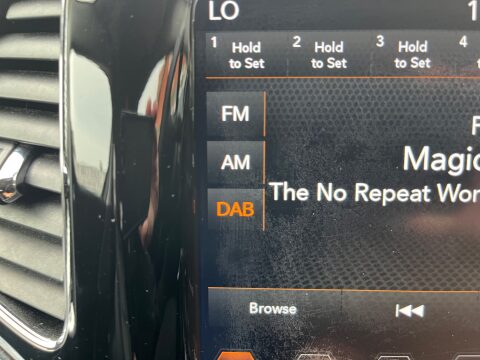 LO 1
1 Hold to Set
2 Hold to Set
3 Hold to Set
4
FM
AM
Magic
DAB
The No Repeat Wor
Browse